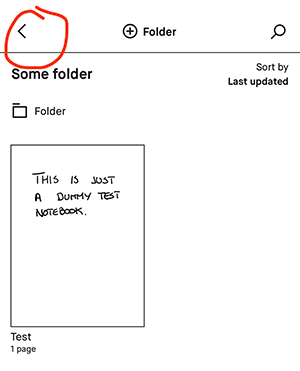 Folder
Some folder
Sort by
Last updated
Folder
THIS IS JUST
A DUMMY TEST
NOTEBOOK.
Test
1 page